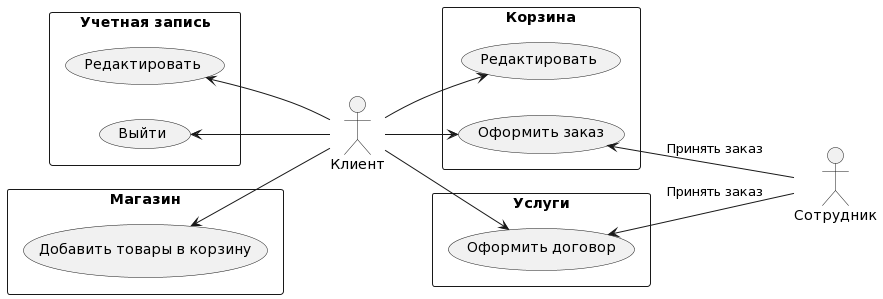 Учетная запись
Редактировать
Выйти
Магазин
Добавить товары в корзину
Клиент
Корзина
Редактировать
Оформить заказ
Услуги
Оформить договор
Принять заказ
Принять заказ
Сотрудник